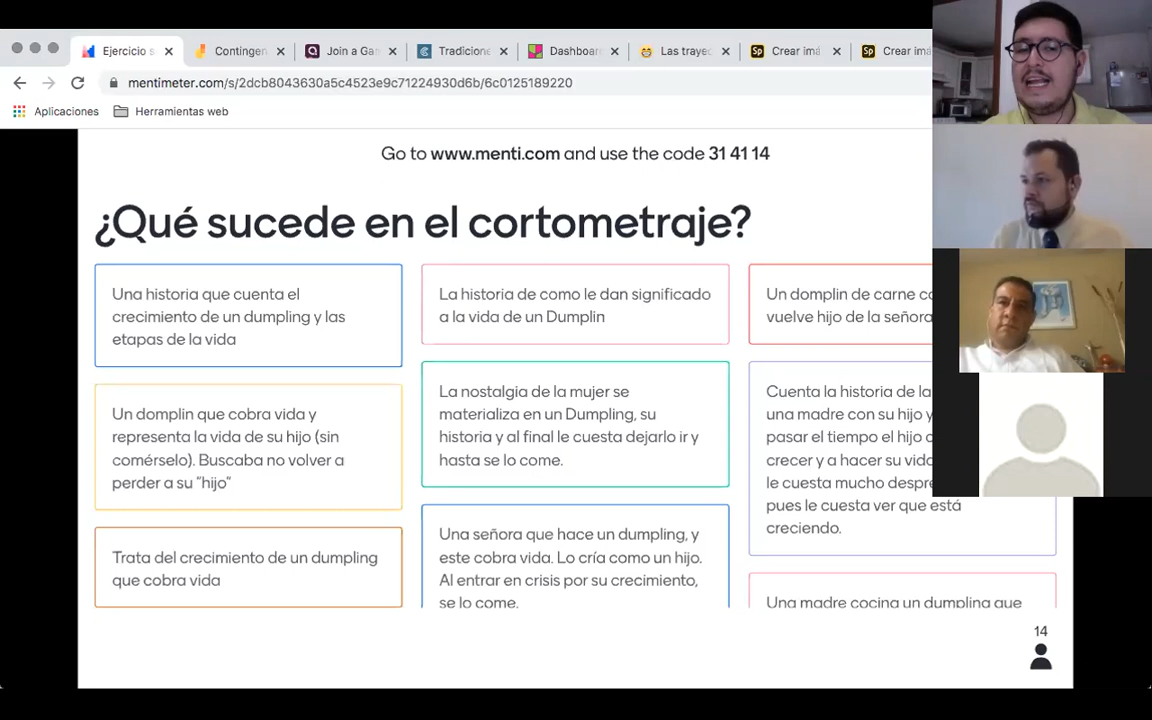 Ejercicio s
Contingen
Join a Gam
Tradicione
Dashboar
Las trayec
Sp Crear imá
Sp Crear imá
mentimeter.com/s/2dcb8043630a5c4523e9c71224930d6b/6c0125189220
Aplicaciones
Herramientas web
Go to www.menti.com and use the code 31 41 14
¿Qué sucede en el cortometraje?
Una historia que cuenta el
crecimiento de un dumpling y las
etapas de la vida
Un domplin que cobra vida y
representa la vida de su hijo (sin
comérselo). Buscaba no volver a
perder a su "hijo"
Trata del crecimiento de un dumpling
que cobra vida
La historia de como le dan significado
a la vida de un Dumplin
La nostalgia de la mujer se
materializa en un Dumpling, su
historia y al final le cuesta dejarlo ir y
hasta se lo come.
Una señora que hace un dumpling, y
este cobra vida. Lo cría como un hijo.
Al entrar en crisis por su crecimiento,
se lo come.
Un domplin de carne co
vuelve hijo de la señora
Cuenta la historia de la
una madre con su hijo y
pasar el tiempo el hijo
crecer y a hacer su vida
le cuesta mucho despre
pues le cuesta ver que está
creciendo.
Una madre cocina un dumpling que
14